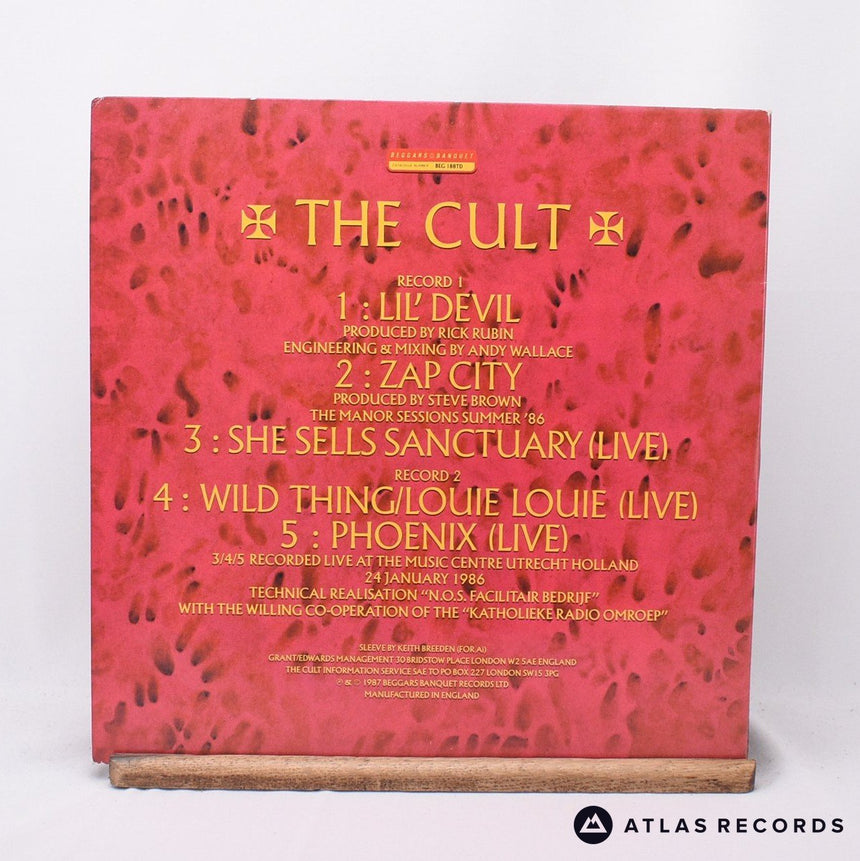 BEGGARS BANQUET
CATALOGUE NUMBER BEG 188TD
THE CULT
RECORD 1
1 : LIL' DEVIL
PRODUCED BY RICK RUBIN
ENGINEERING & MIXING BY ANDY WALLACE
2 : ZAP CITY
PRODUCED BY STEVE BROWN
THE MANOR SESSIONS SUMMER '86
3 : SHE SELLS SANCTUARY (LIVE)
RECORD 2
4 : WILD THING/LOUIE LOUIE (LIVE)
5 : PHOENIX (LIVE)
3/4/5 RECORDED LIVE AT THE MUSIC CENTRE UTRECHT HOLLAND
24 JANUARY 1986
TECHNICAL REALISATION "N.O.S. FACILITAIR BEDRIJF"
WITH THE WILLING CO-OPERATION OF THE "KATHOLIEKE RADIO OMROEP"
SLEEVE BY KEITH BREEDEN (FOR AI)
GRANT/EDWARDS MANAGEMENT 30 BRIDSTOW PLACE LONDON W2 5AE ENGLAND
THE CULT INFORMATION SERVICE SAE TO PO BOX 227 LONDON SW15 3PG
℗ & © 1987 BEGGARS BANQUET RECORDS LTD
MANUFACTURED IN ENGLAND
ATLAS RECORDS